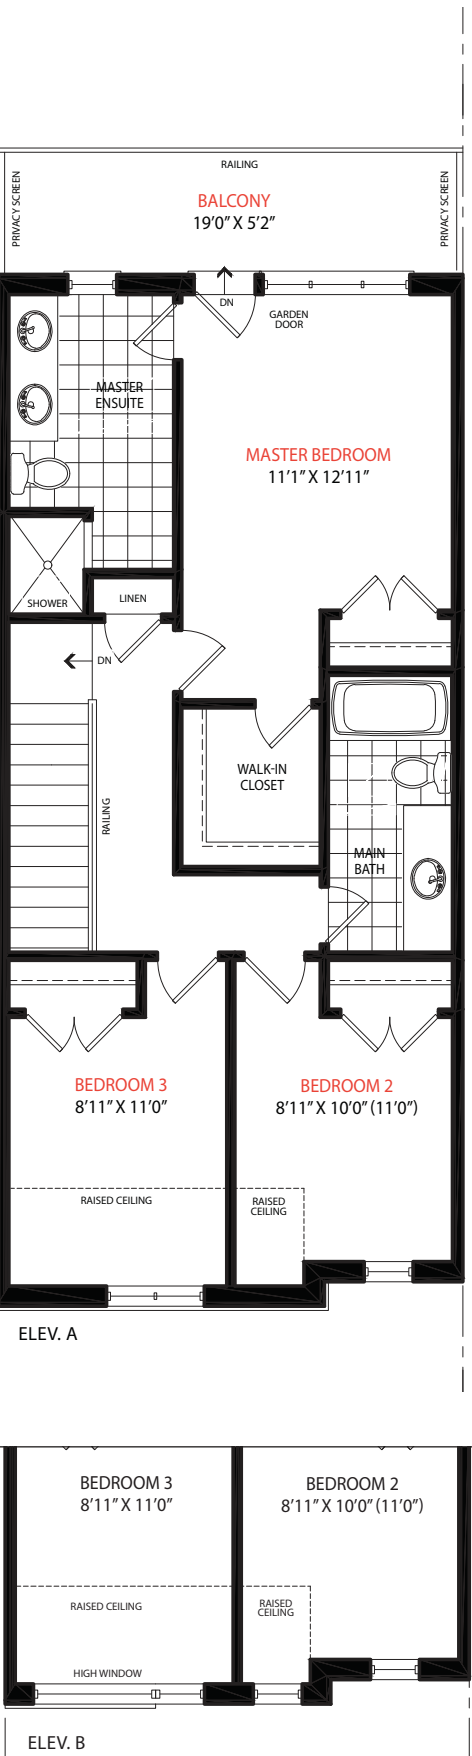 RAILING
PRIVACY SCREEN
PRIVACY SCREEN
BALCONY
19'0" X 5'2"
DN
GARDEN
DOOR
MASTER
ENSUITE
MASTER BEDROOM
11'1" X 12'11"
SHOWER
LINEN
DN
WALK-IN
CLOSET
RAILING
MAIN
BATH
BEDROOM 3
8'11" X 11'0"
BEDROOM 2
8'11" X 10'0" (11'0")
RAISED CEILING
RAISED
CEILING
ELEV. A
BEDROOM 3
8'11" X 11'0"
BEDROOM 2
8'11" X 10'0" (11'0")
RAISED CEILING
RAISED
CEILING
HIGH WINDOW
ELEV. B